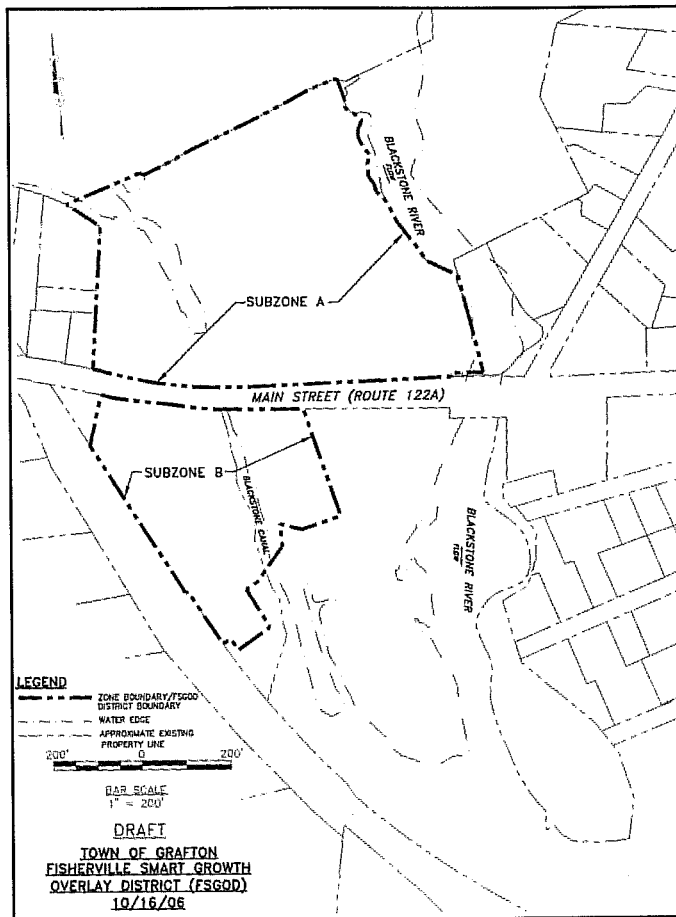 BLACKSTONE RIVER
FLOW
SUBZONE A
MAIN STREET (ROUTE 122A)
SUBZONE B
BLACKSTONE CANAL
BLACKSTONE RIVER
FLOW
LEGEND
ZONE BOUNDARY/FSGOD
DISTRICT BOUNDARY
WATER EDGE
APPROXIMATE EXISTING
PROPERTY LINE
200' 0 200'
BAR SCALE
1" = 200'
DRAFT
TOWN OF GRAFTON
FISHERVILLE SMART GROWTH
OVERLAY DISTRICT (FSGOD)
10/16/06